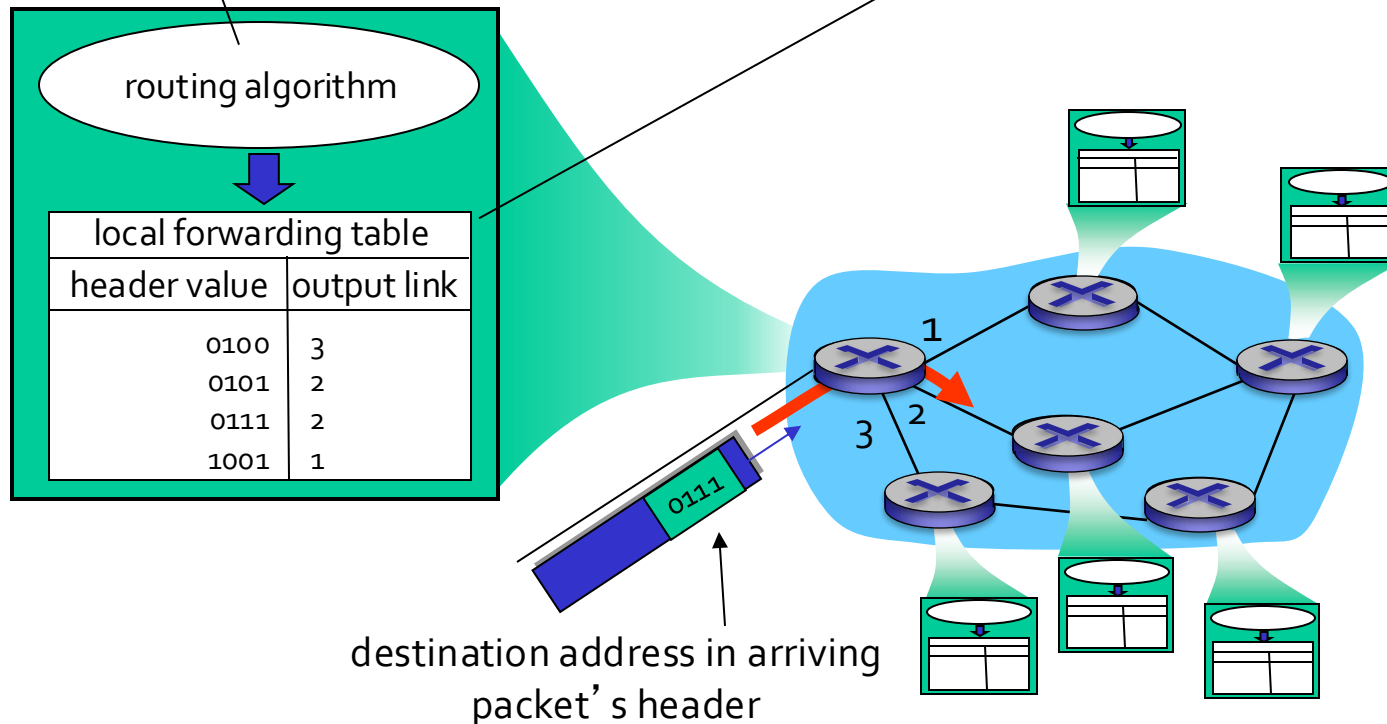 routing algorithm
local forwarding table
header value output link
0100 3
0101 2
0111 2
1001 1
1
2
3
0111
destination address in arriving
packet’s header